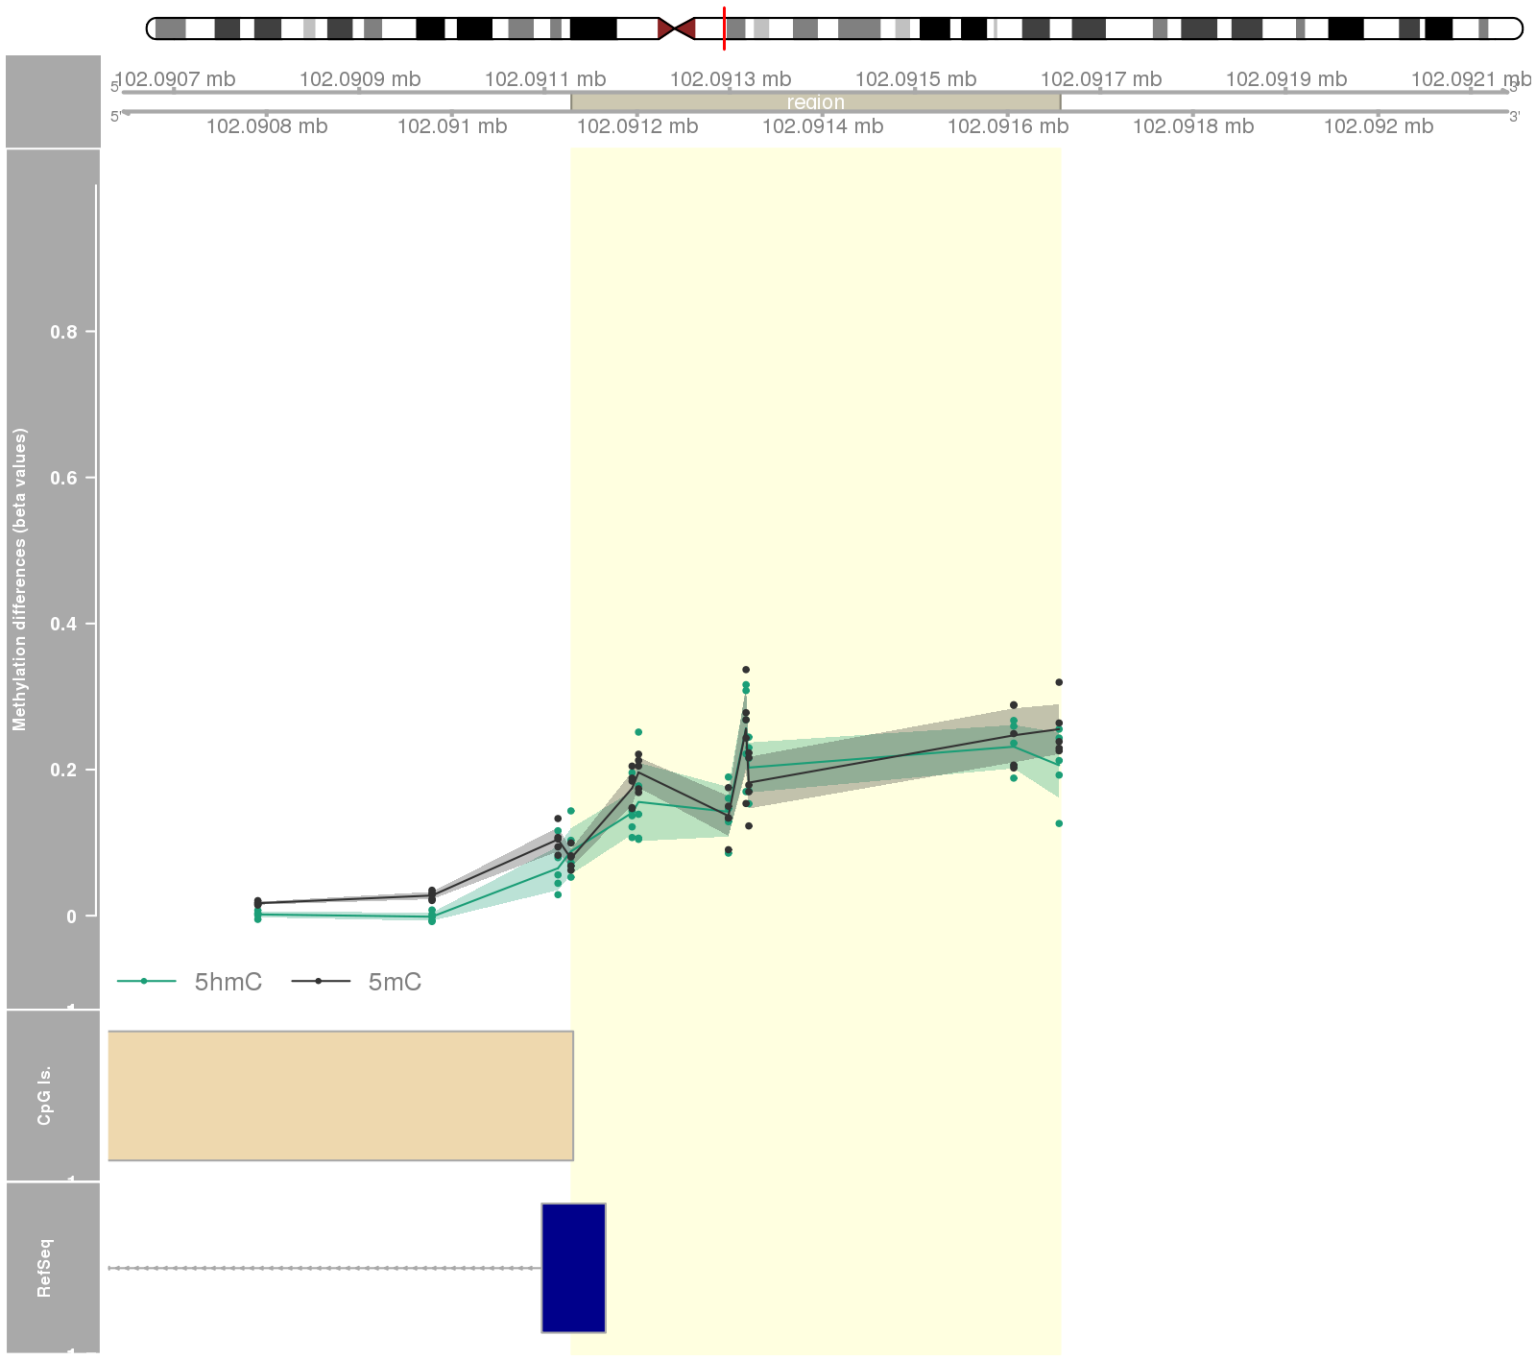 102.0907 mb 102.0909 mb 102.0911 mb 102.0913 mb 102.0915 mb 102.0917 mb 102.0919 mb 102.0921 mb
5' 3'
region
5' 3'
102.0908 mb 102.091 mb 102.0912 mb 102.0914 mb 102.0916 mb 102.0918 mb 102.092 mb
Methylation differences (beta values)
0.8
0.6
0.4
0.2
0
5hmC 5mC
CpG Is.
RefSeq